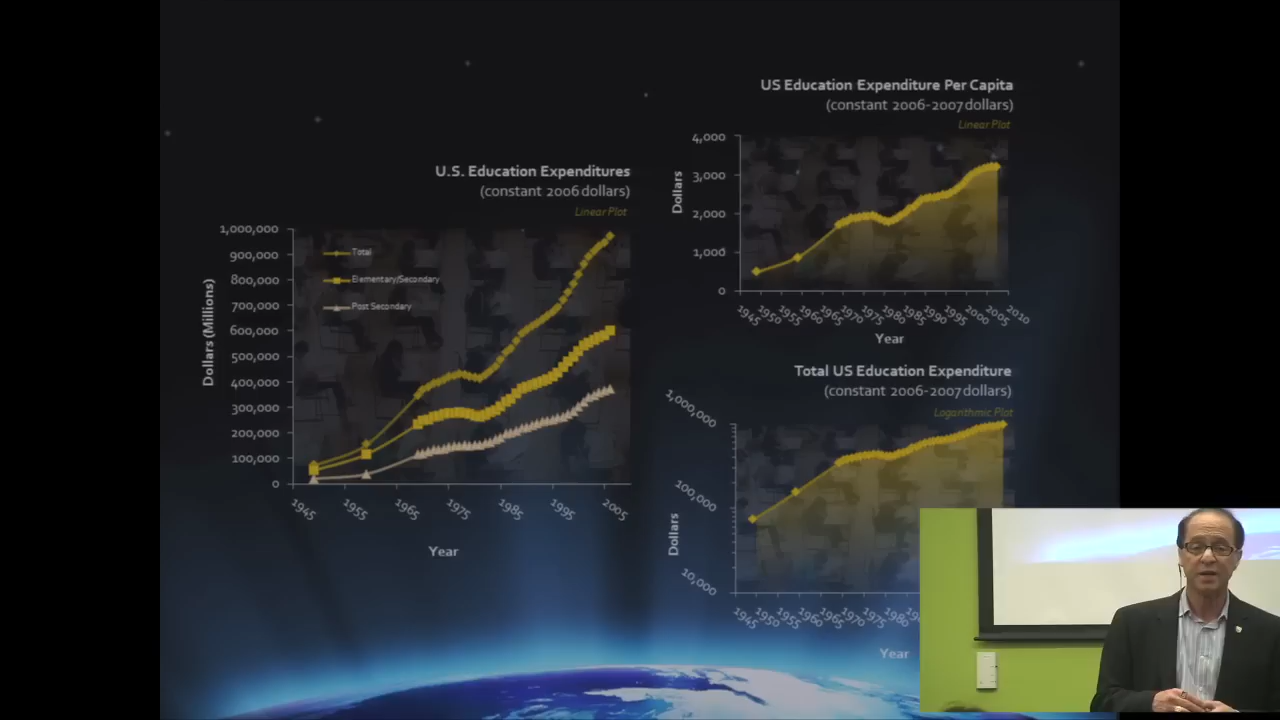 U.S. Education Expenditures
(constant 2006 dollars)
Linear Plot
1,000,000
900,000
800,000
700,000
600,000
500,000
400,000
300,000
200,000
100,000
0
Dollars (Millions)
Total
Elementary/Secondary
Post Secondary
1945
1955
1965
1975
1985
1995
2005
Year
US Education Expenditure Per Capita
(constant 2006-2007 dollars)
Linear Plot
4,000
3,000
2,000
1,000
0
Dollars
1945
1950
1955
1960
1965
1970
1975
1980
1985
1990
1995
2000
2005
2010
Year
Total US Education Expenditure
(constant 2006-2007 dollars)
Logarithmic Plot
1,000,000
100,000
10,000
Dollars
1945
1950
1955
1960
1965
1970
1975
1980
Year